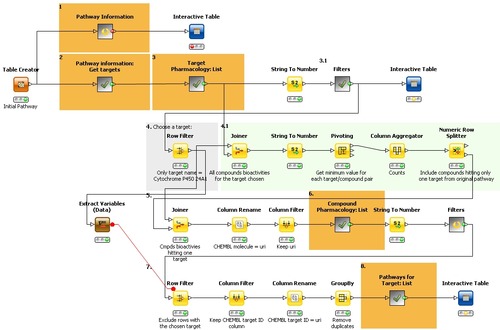 1.
Pathway Information
Interactive Table
Table Creator
Initial Pathway
2.
Pathway information:
Get targets
3
Target
Pharmacology: List
String To Number
3.1
Filters
Interactive Table
4. Choose a target:
Row Filter
Only target name =
Cytochrome P450 24A1
4.1
Joiner
All compounds bioactivities
for the target chosen
String To Number
Pivoting
Get minimum value for
each target/compound pair
Column Aggregator
Counts
Numeric Row
Splitter
Include compounds hitting only
one target from original pathway
Extract Variables
(Data)
5.
Joiner
Cmpds bioactivies
hitting one
target
Column Rename
CHEMBL molecule = uri
Column Filter
Keep uri
6.
Compound
Pharmacology: List
String To Number
Filters
7.
Row Filter
Exclude rows with
the chosen target
Column Filter
Keep CHEMBL target ID
column
Column Rename
CHEMBL target ID = uri
GroupBy
Remove
duplicates
8.
Pathways for
Target: List
Interactive Table